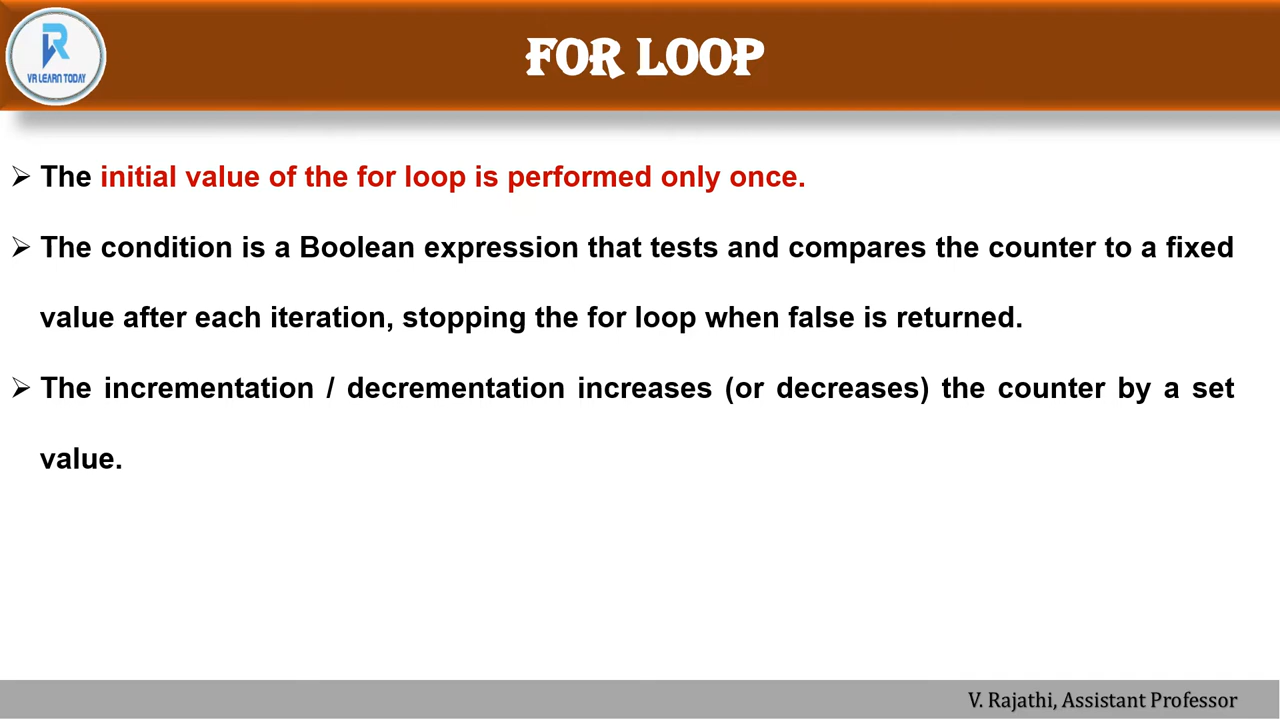 VR LEARN TODAY
FOR LOOP
➢ The initial value of the for loop is performed only once.
➢ The condition is a Boolean expression that tests and compares the counter to a fixed
value after each iteration, stopping the for loop when false is returned.
➢ The incrementation / decrementation increases (or decreases) the counter by a set
value.
V. Rajathi, Assistant Professor